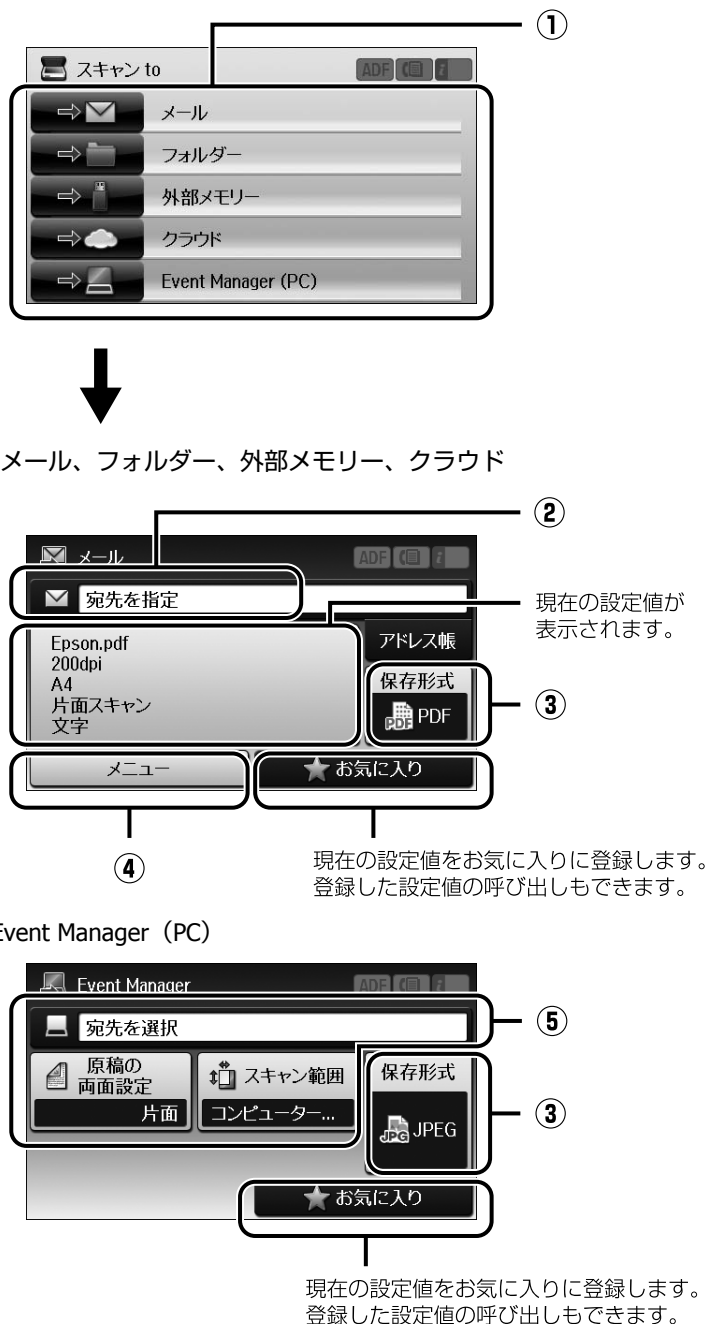 ①
スキャン to
ADF
i
メール
フォルダー
外部メモリー
クラウド
Event Manager (PC)
メール、フォルダー、外部メモリー、クラウド
②
メール
ADF
i
宛先を指定
現在の設定値が
表示されます。
Epson.pdf
200dpi
A4
片面スキャン
文字
アドレス帳
保存形式
PDF
PDF
③
メニュー
お気に入り
④
現在の設定値をお気に入りに登録します。
登録した設定値の呼び出しもできます。
Event Manager（PC）
Event Manager
ADF
i
宛先を選択
⑤
原稿の
両面設定
片面
スキャン範囲
コンピューター...
保存形式
JPG
JPEG
③
お気に入り
現在の設定値をお気に入りに登録します。
登録した設定値の呼び出しもできます。